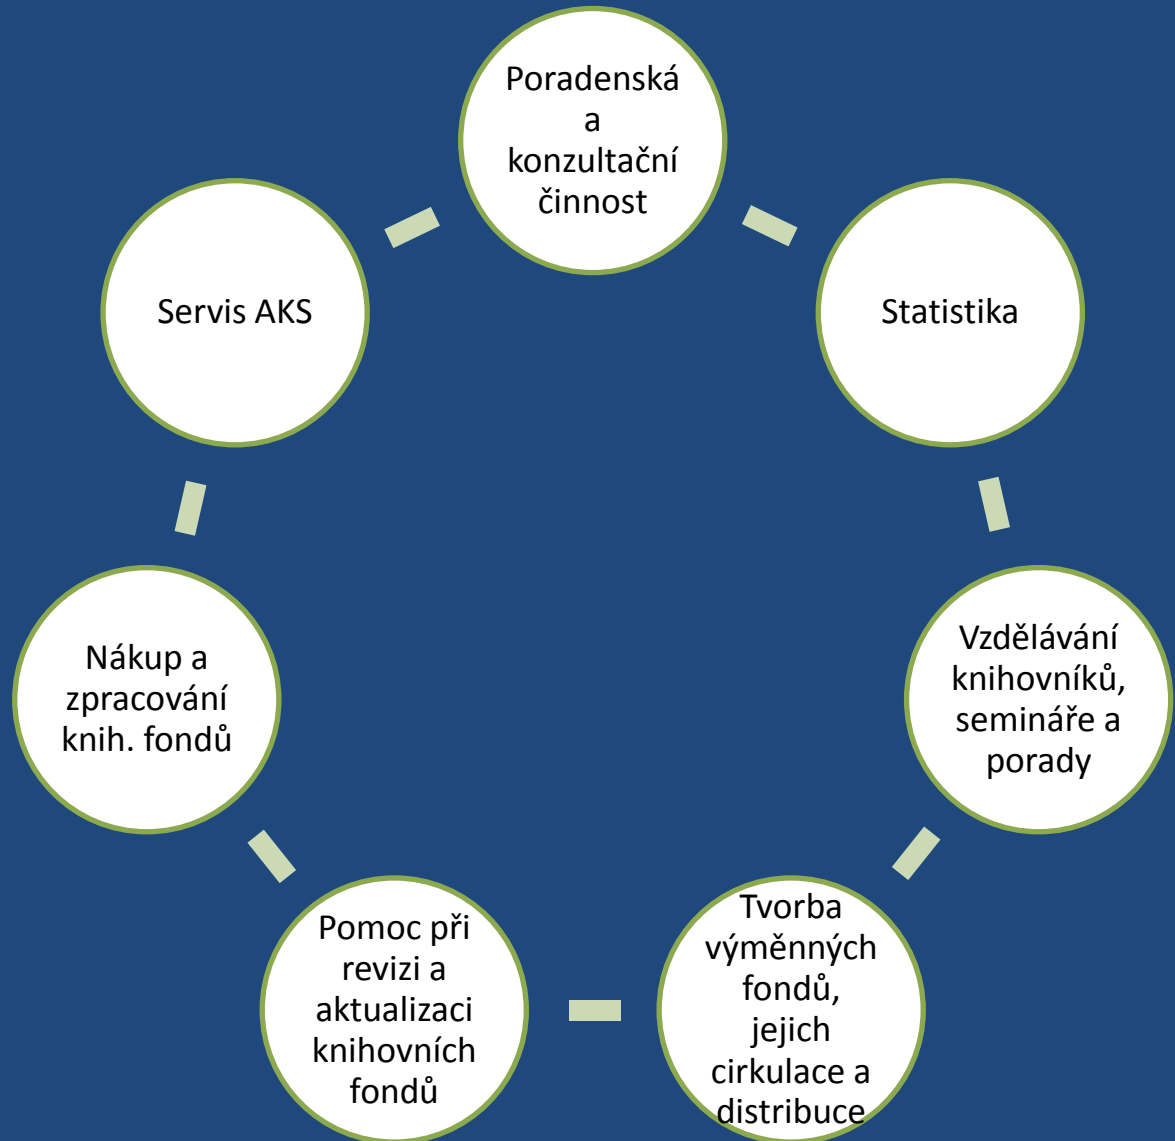 Poradenská
a
konzultační
činnost
Statistika
Vzdělávání
knihovníků,
semináře a
porady
Tvorba
výměnných
fondů,
jejich
cirkulace a
distribuce
Pomoc při
revizi a
aktualizaci
knihovních
fondů
Nákup a
zpracování
knih. fondů
Servis AKS